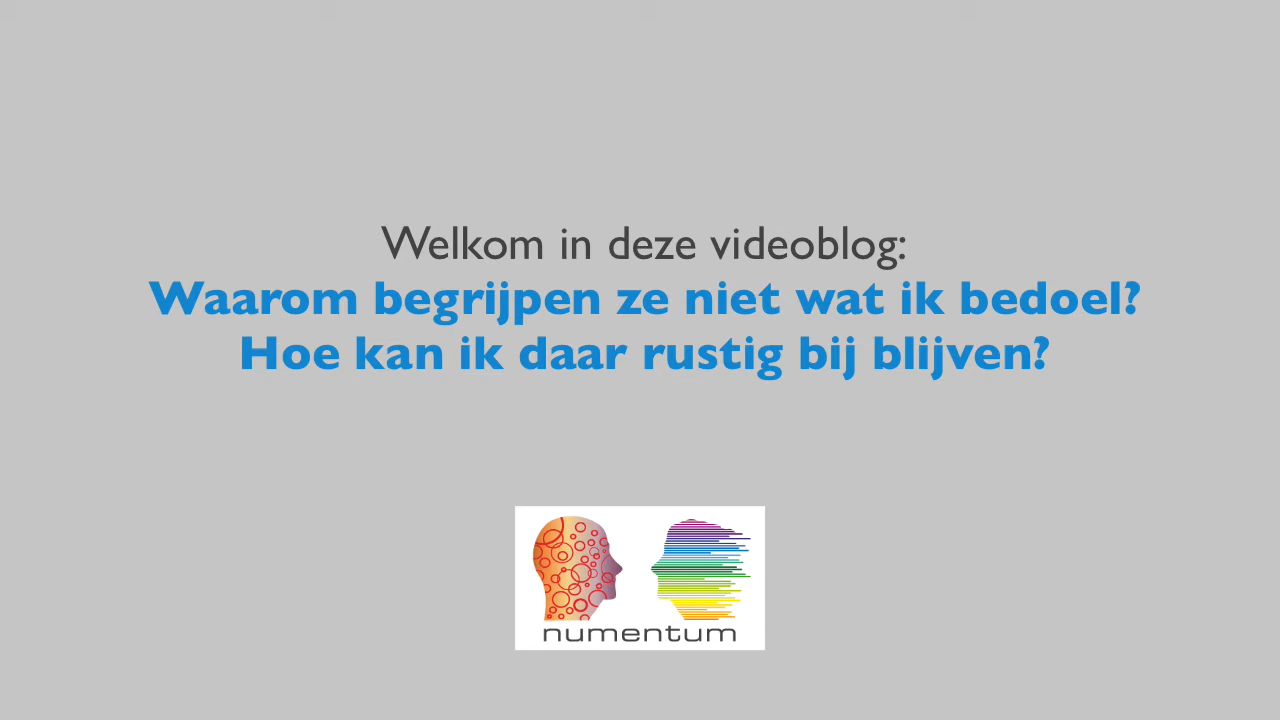 Welkom in deze videoblog:
Waarom begrijpen ze niet wat ik bedoel?
Hoe kan ik daar rustig bij blijven?
numentum